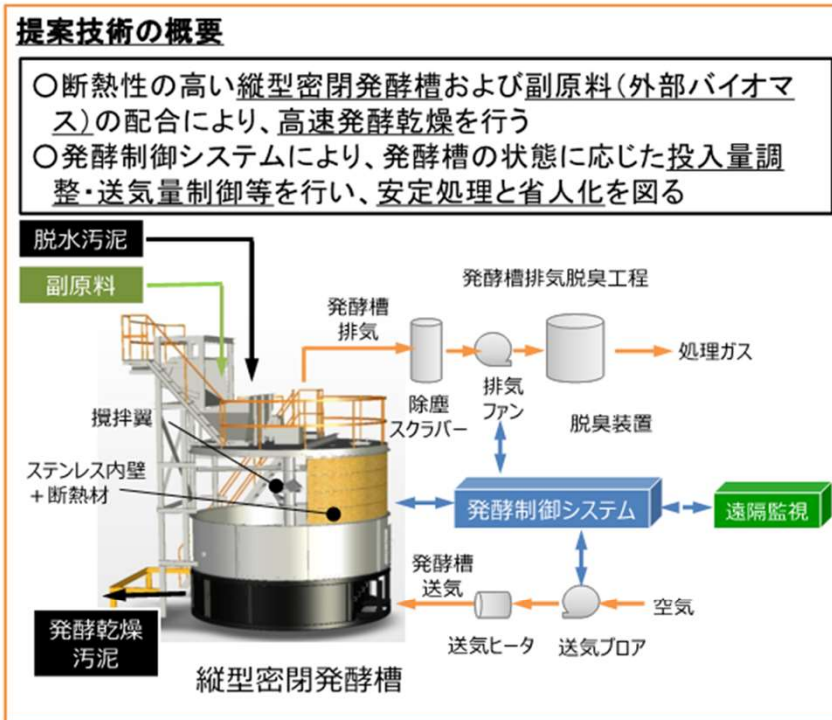 提案技術の概要
○断熱性の高い縦型密閉発酵槽および副原料(外部バイオマ
ス)の配合により、高速発酵乾燥を行う
○発酵制御システムにより、発酵槽の状態に応じた投入量調
整・送気量制御等を行い、安定処理と省人化を図る
脱水汚泥
副原料
発酵槽排気脱臭工程
発酵槽
排気
処理ガス
除塵
スクラバー
排気
ファン
脱臭装置
攪拌翼
ステンレス内壁
+断熱材
発酵制御システム
遠隔監視
発酵槽
送気
空気
送気ヒータ
送気ブロア
発酵乾燥
汚泥
縦型密閉発酵槽